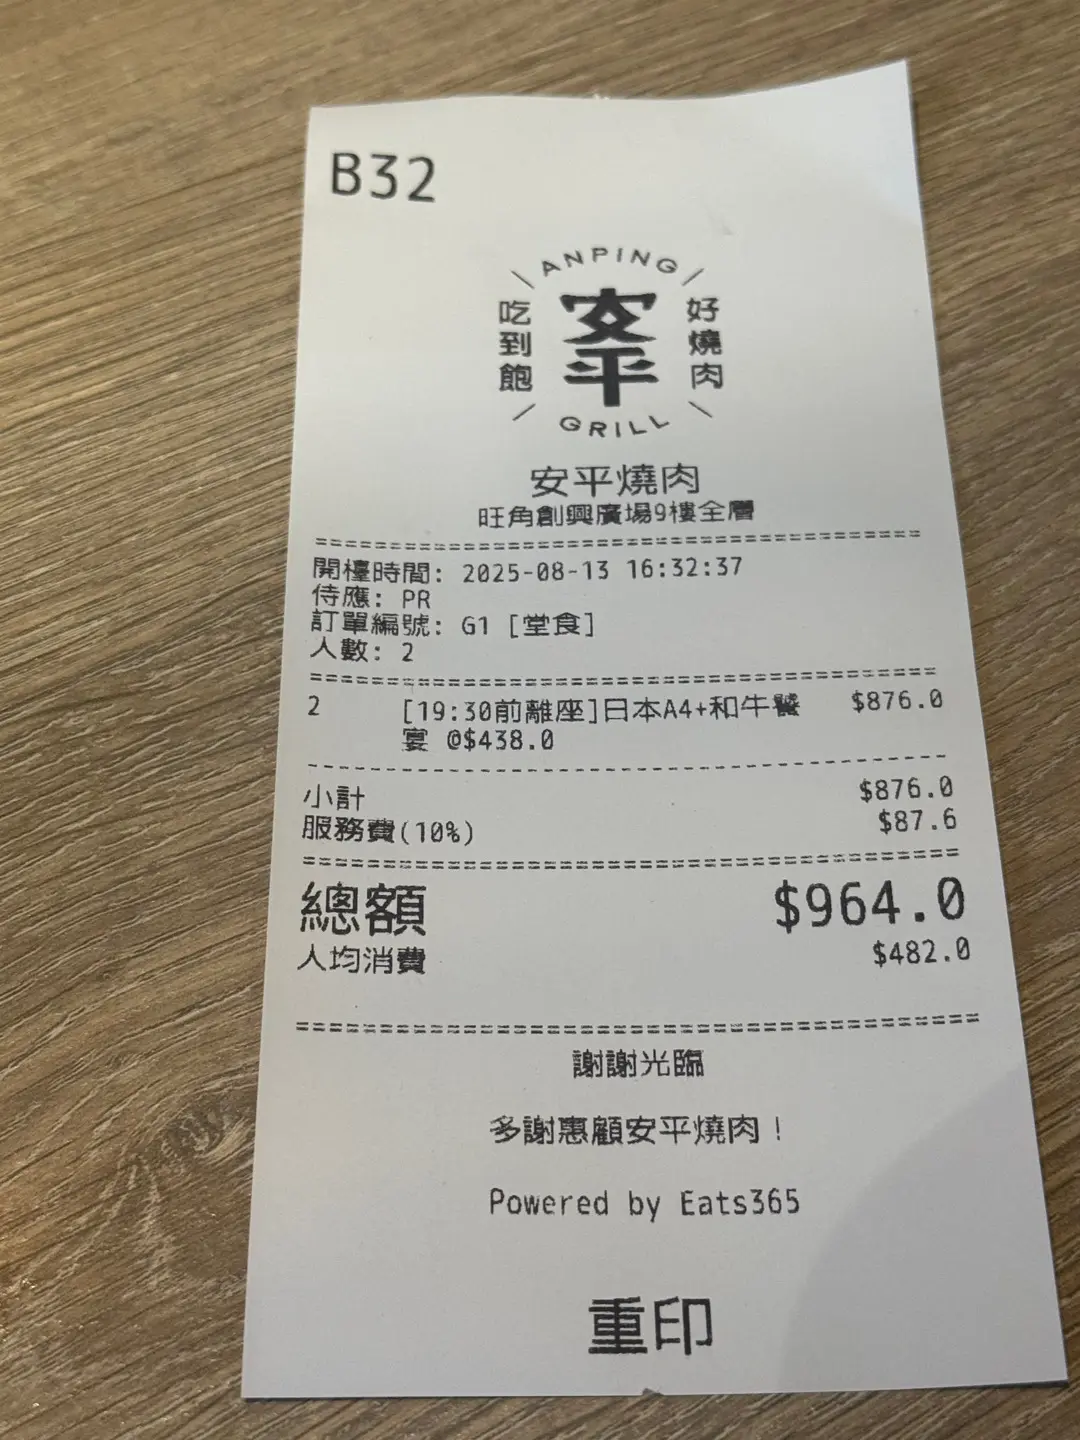 B32
ANPING
吃到飽
安平
好燒肉
GRILL
安平燒肉
旺角創興廣場9樓全層
開檯時間: 2025-08-13 16:32:37
侍應: PR
訂單編號: G1 [堂食]
人數: 2
2 [19:30前離座]日本A4+和牛饗 $876.0
宴 @$438.0
小計 $876.0
服務費(10%) $87.6
總額 $964.0
人均消費 $482.0
謝謝光臨
多謝惠顧安平燒肉！
Powered by Eats365
重印